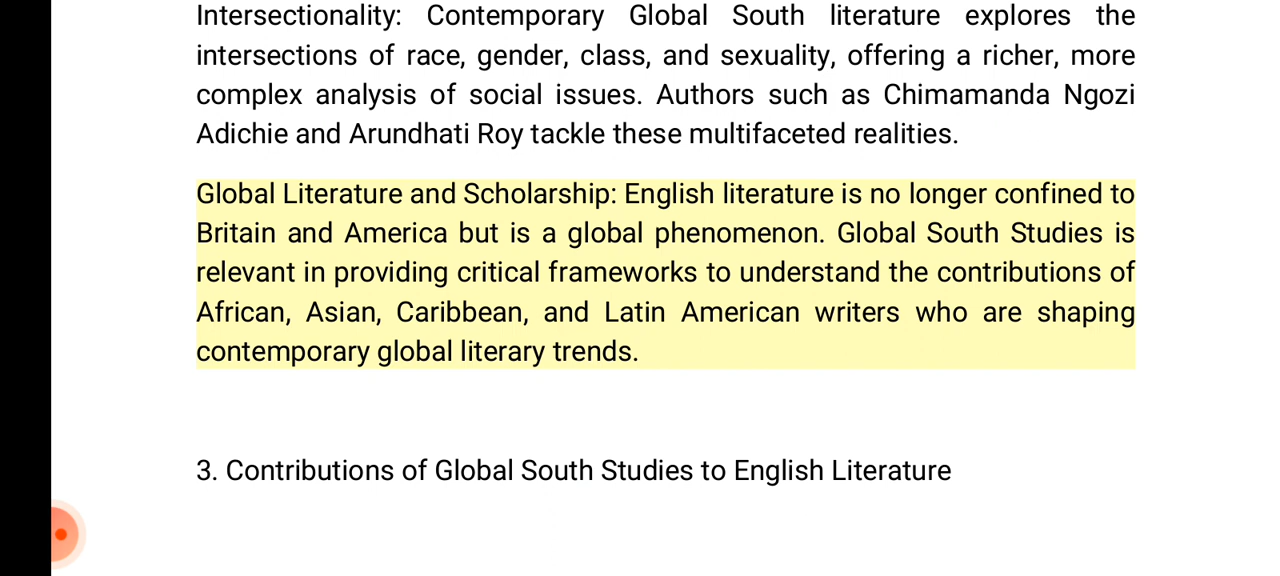 Intersectionality: Contemporary Global South literature explores the
intersections of race, gender, class, and sexuality, offering a richer, more
complex analysis of social issues. Authors such as Chimamanda Ngozi
Adichie and Arundhati Roy tackle these multifaceted realities.
Global Literature and Scholarship: English literature is no longer confined to
Britain and America but is a global phenomenon. Global South Studies is
relevant in providing critical frameworks to understand the contributions of
African, Asian, Caribbean, and Latin American writers who are shaping
contemporary global literary trends.
3. Contributions of Global South Studies to English Literature